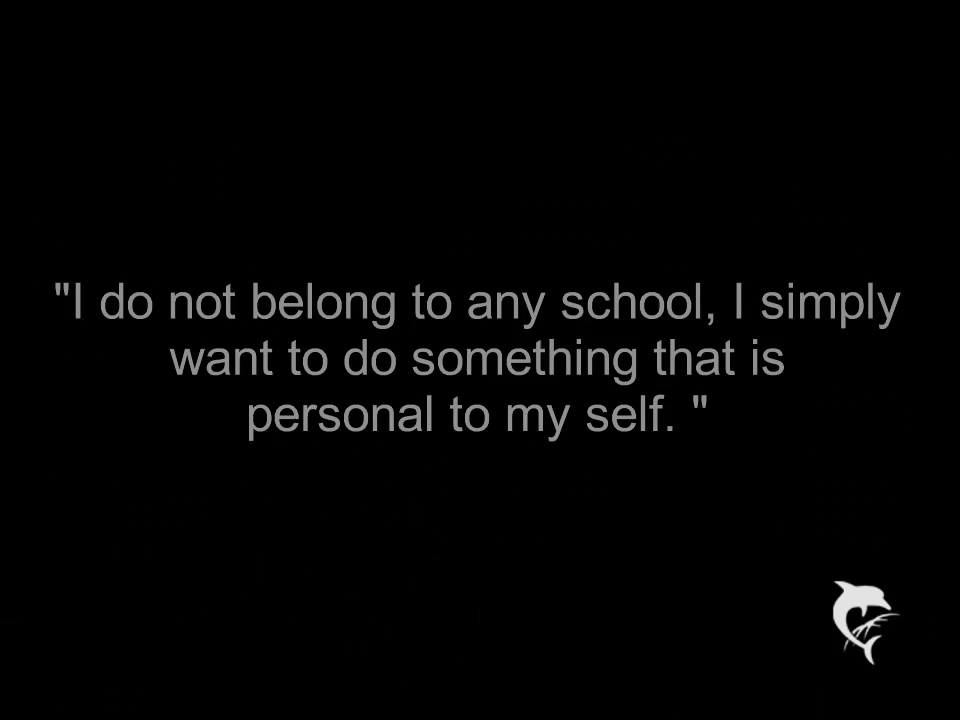 "I do not belong to any school, I simply
want to do something that is
personal to my self. "